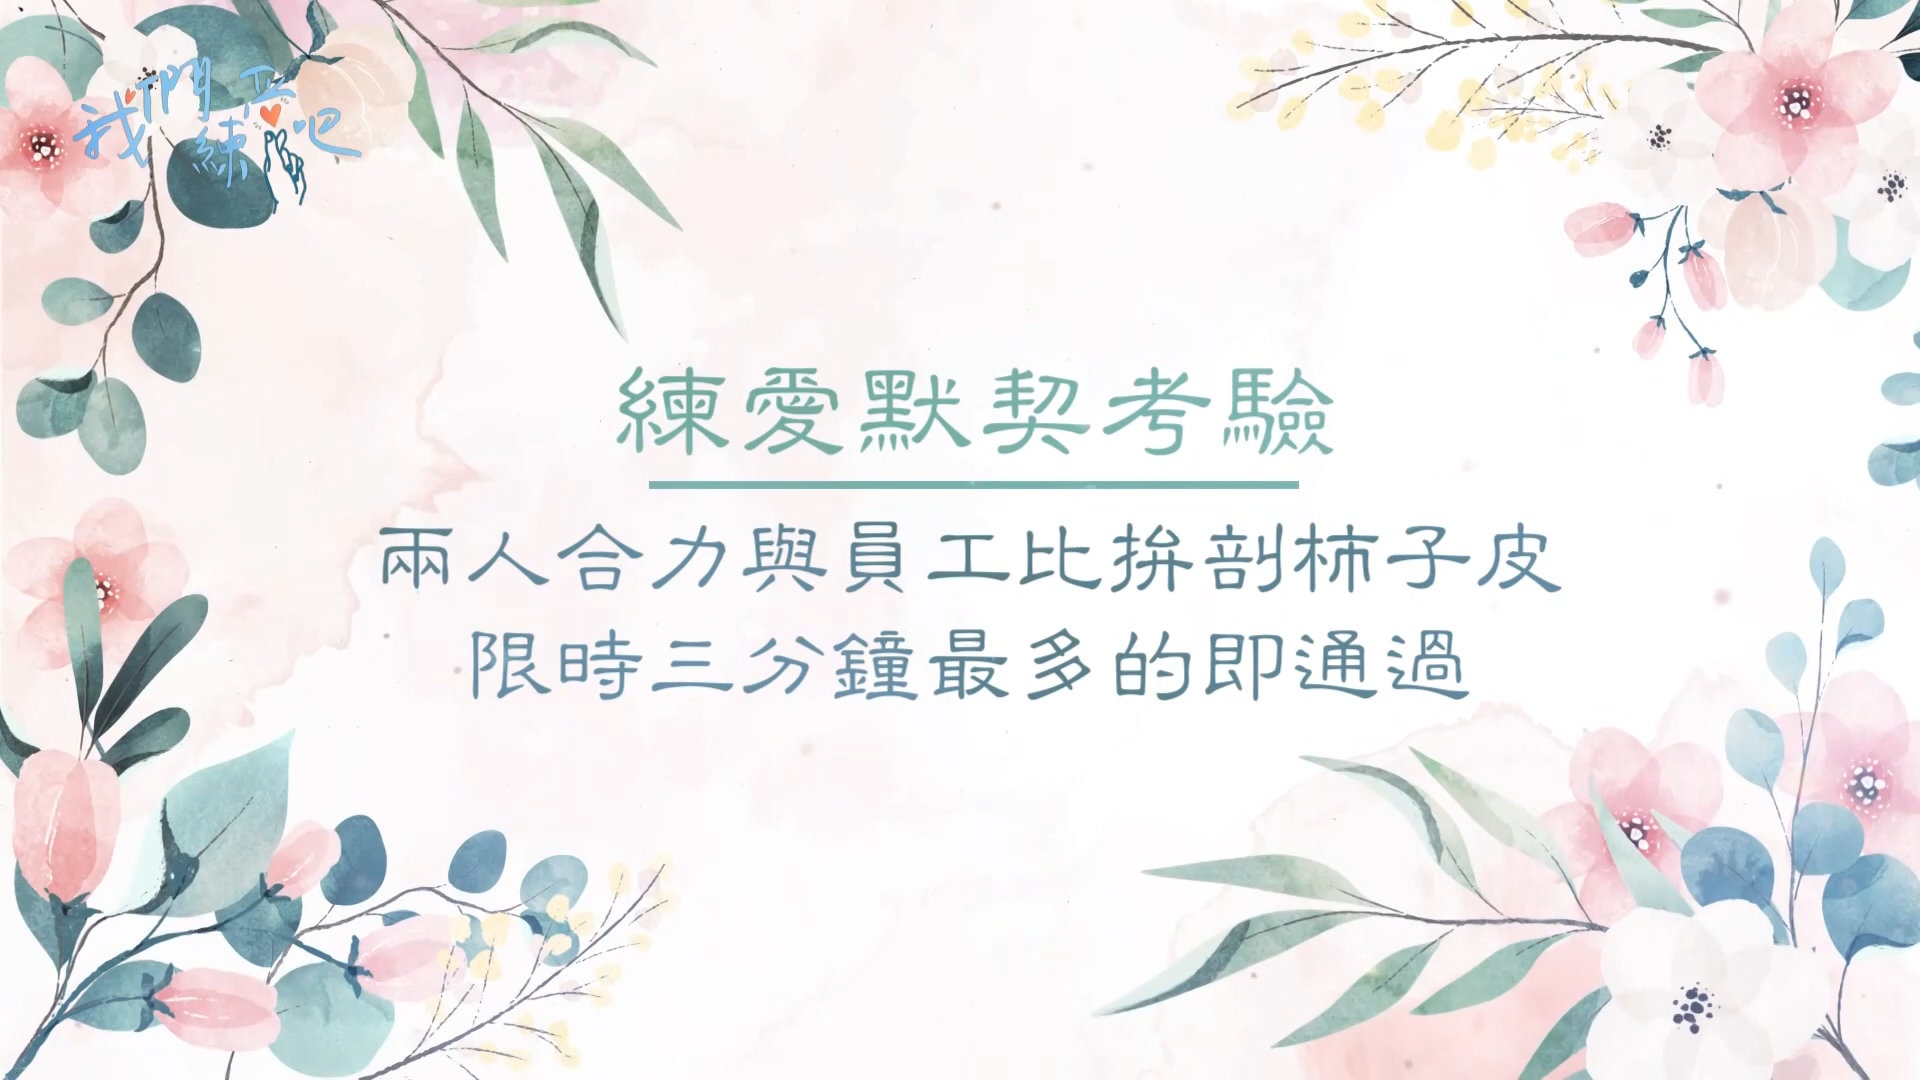 我們練愛吧
練愛默契考驗
兩人合力與員工比拚剖柿子皮
限時三分鐘最多的即通過